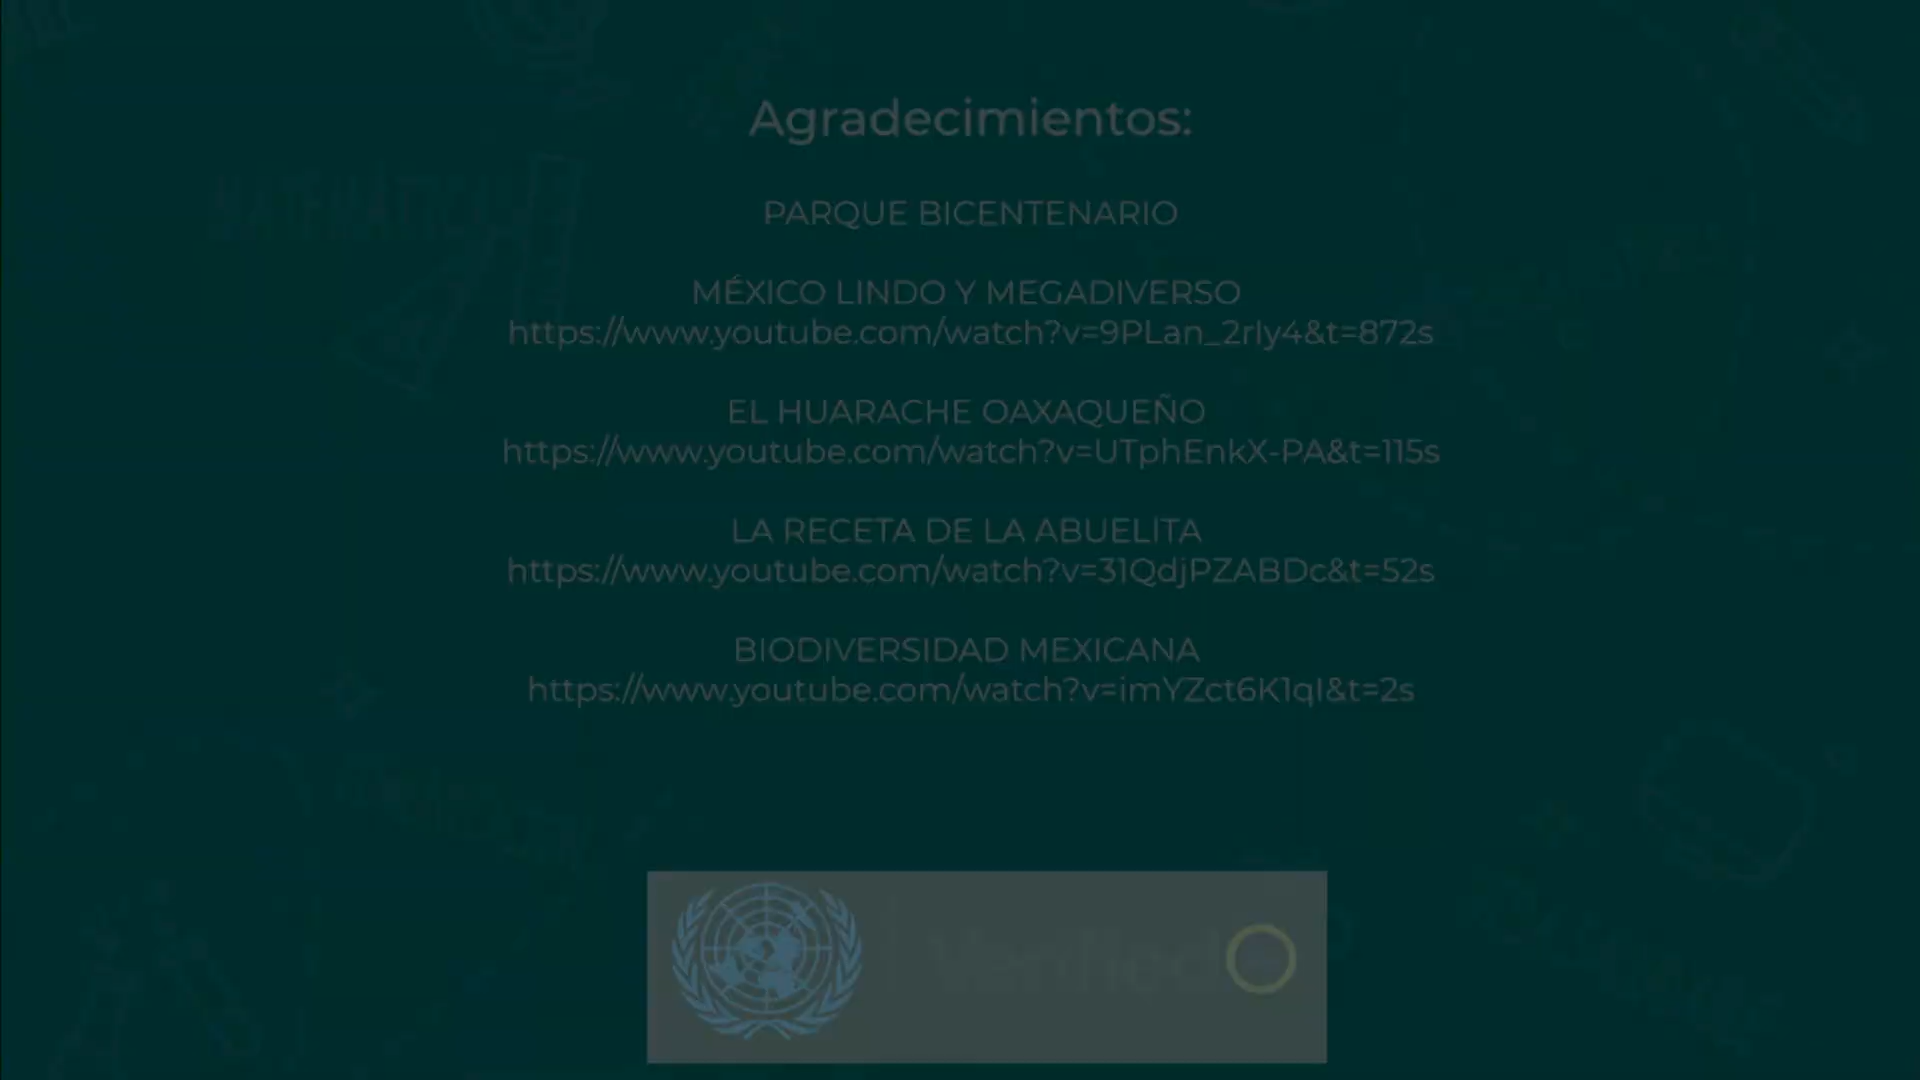 Agradecimientos:
PARQUE BICENTENARIO
MÉXICO LINDO Y MEGADIVERSO
https://www.youtube.com/watch?v=9PLan_2rly4&t=872s
EL HUARACHE OAXAQUEÑO
https://www.youtube.com/watch?v=UTphEnkX-PA&t=115s
LA RECETA DE LA ABUELITA
https://www.youtube.com/watch?v=31QdjPZABDc&t=52s
BIODIVERSIDAD MEXICANA
https://www.youtube.com/watch?v=imYZct6K1qI&t=2s
Verified